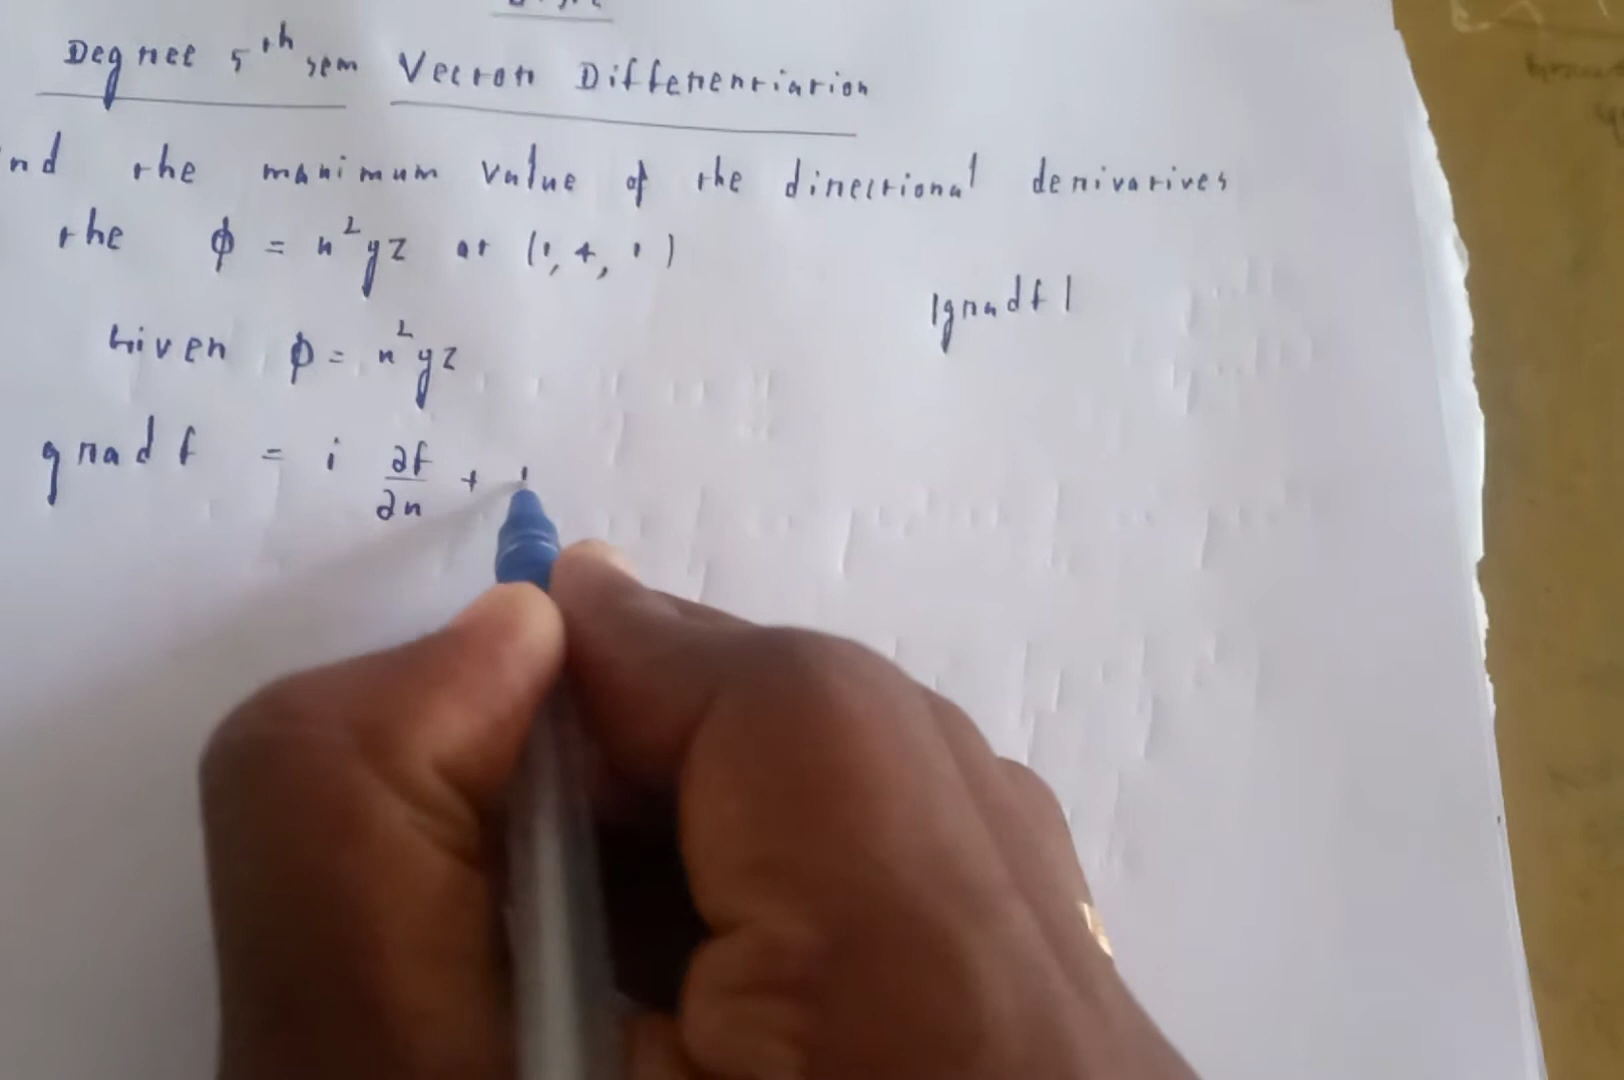 Degree 5th sem Vector Differentiation
nd the maximum value of the directional derivatives
the ϕ = x²yz at (1, 4, 1)
|grad f|
Given ϕ = x²yz
grad f = i ∂f/∂x +